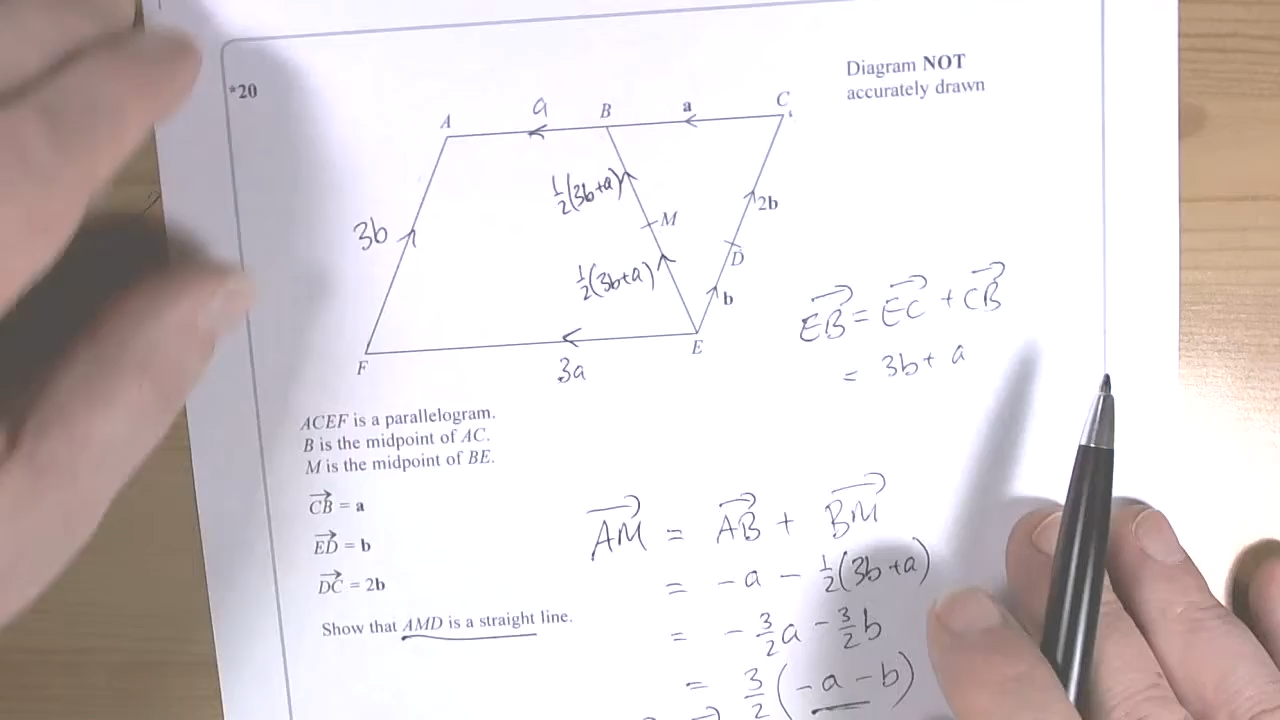 *20
Diagram NOT
accurately drawn
A
a
B
a
C
½(3b+a)
3b
M
2b
D
½(3b+a)
b
F
3a
E
EB = EC + CB
= 3b + a
ACEF is a parallelogram.
B is the midpoint of AC.
M is the midpoint of BE.
CB = a
ED = b
DC = 2b
Show that AMD is a straight line.
AM = AB + BM
= -a - ½(3b+a)
= - 3/2 a - 3/2 b
= 3/2 (-a - b)